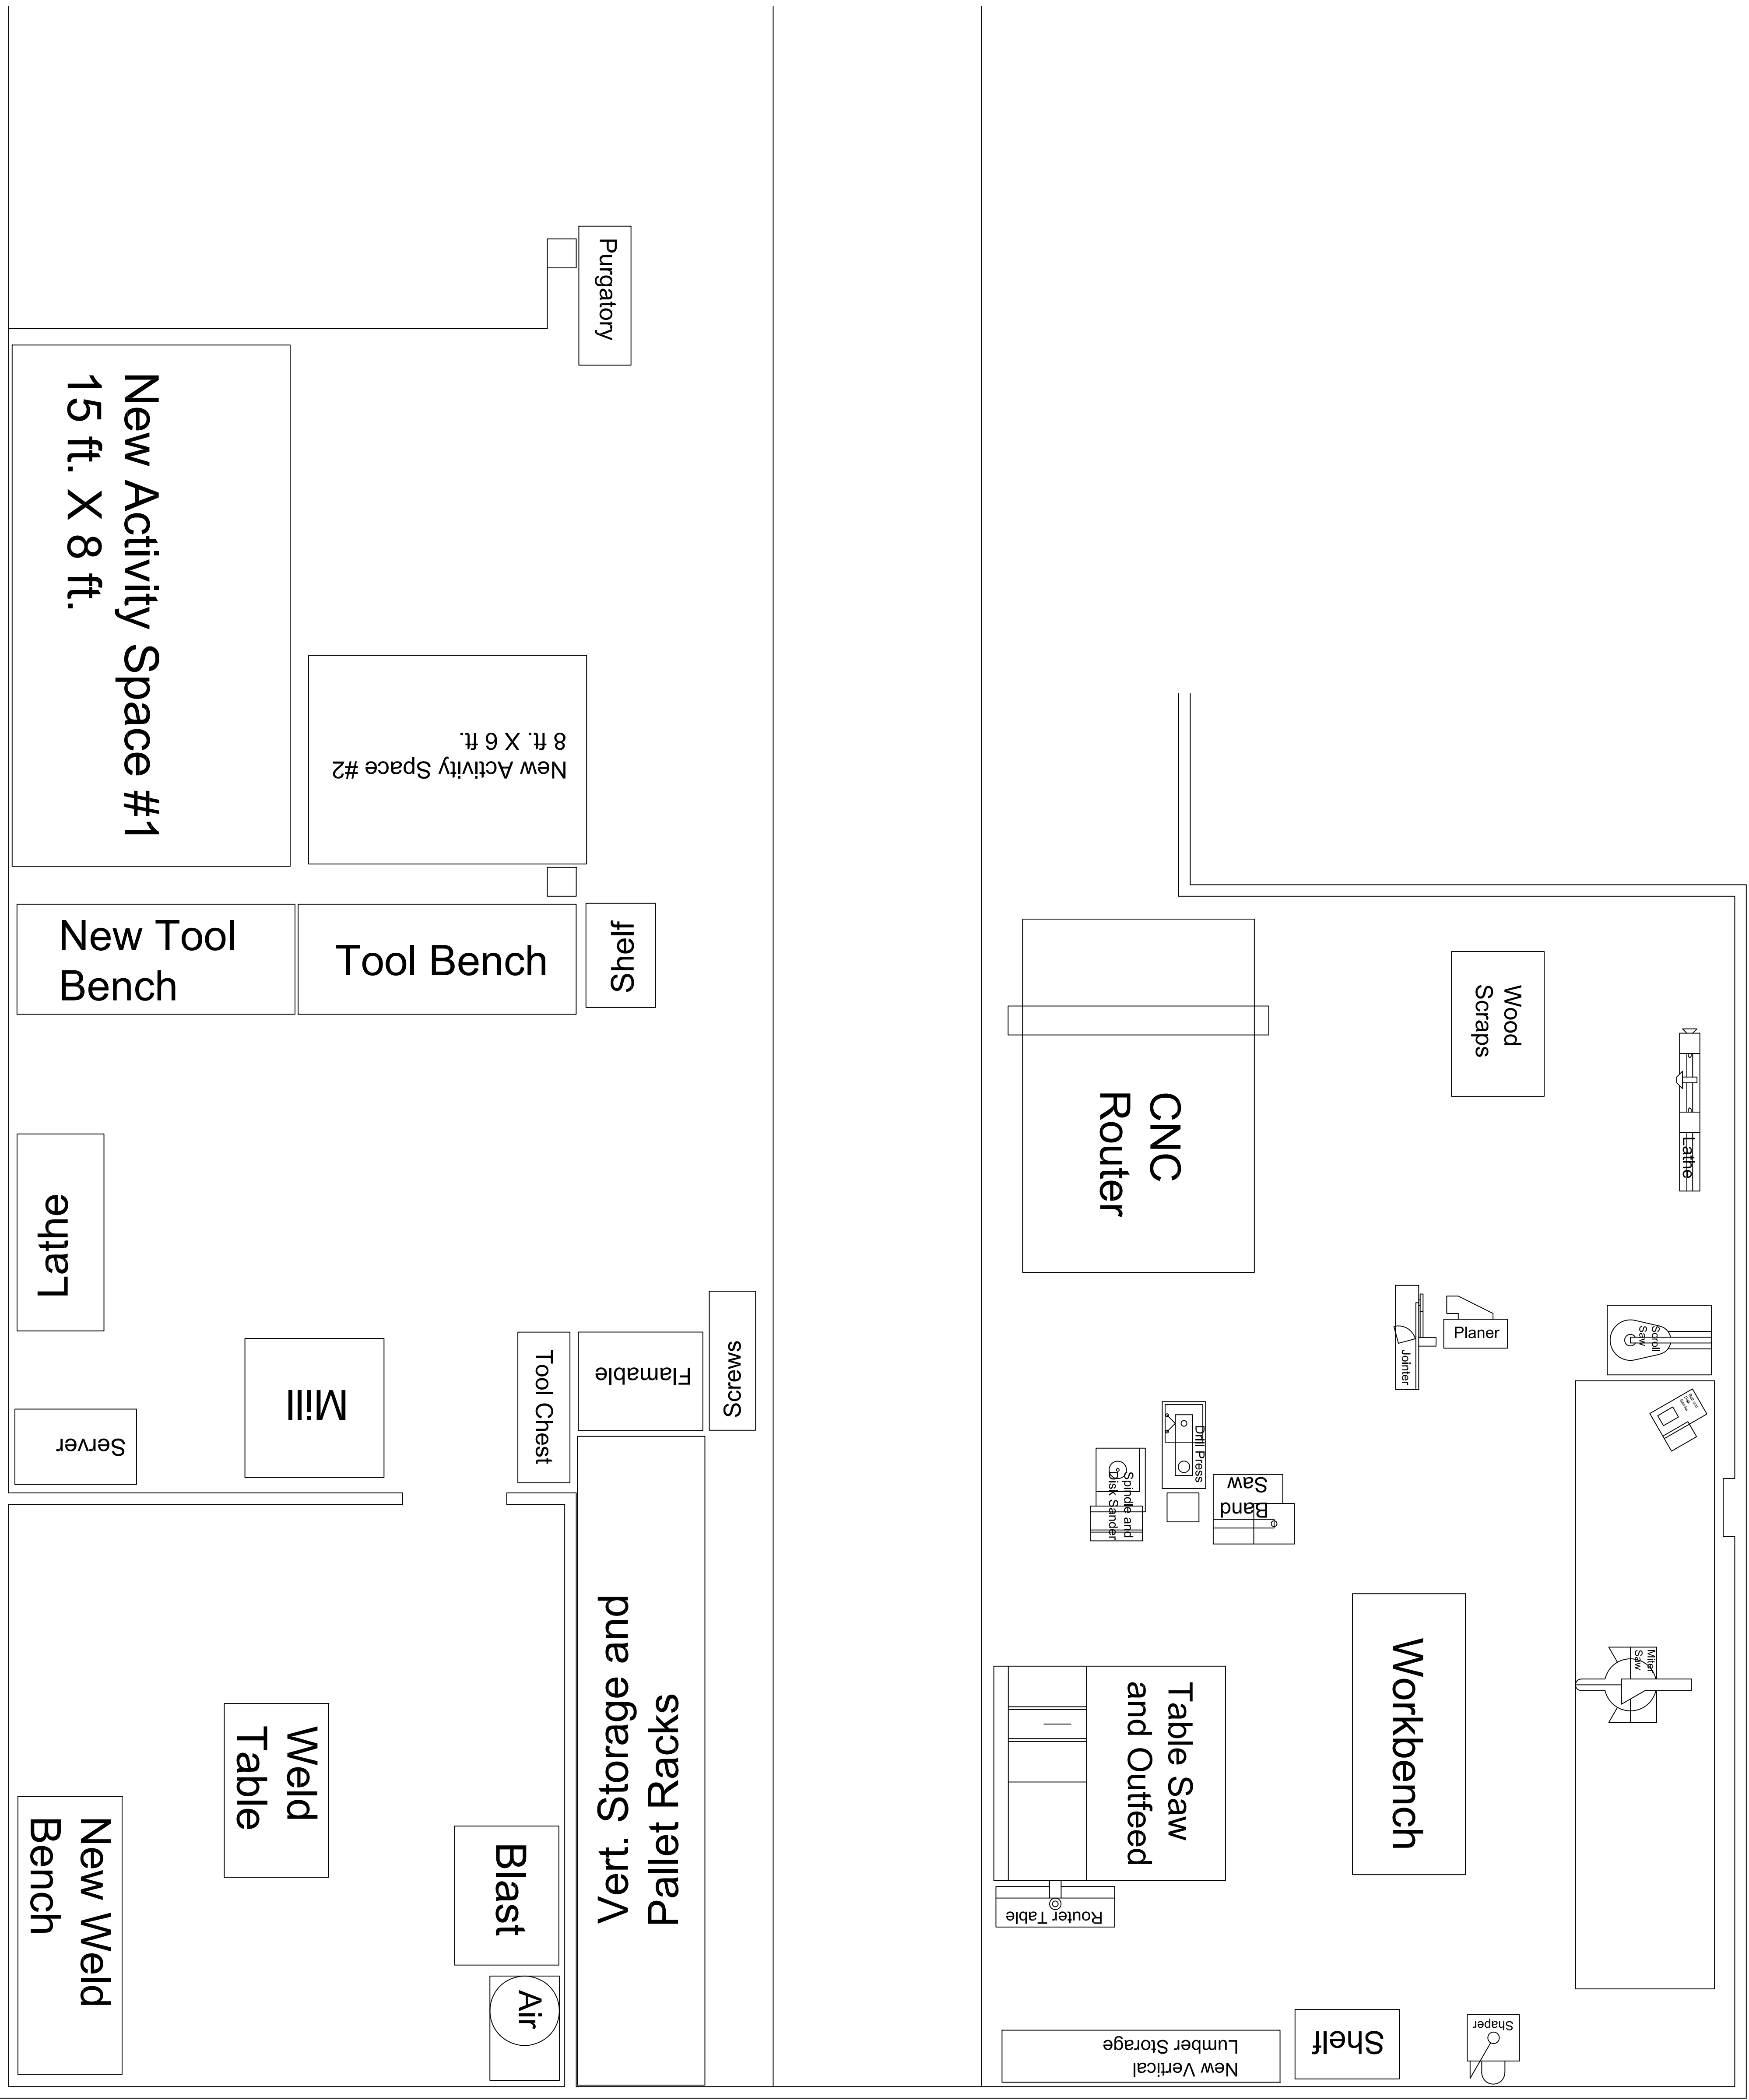 Purgatory
New Activity Space #1
15 ft. X 8 ft.
8 ft. X 6 ft.
New Activity Space #2
New Tool
Bench
Tool Bench
Shelf
CNC
Router
Wood
Scraps
Lathe
Lathe
Mill
Server
Tool Chest
Flamable
Screws
Jointer
Planer
Scroll
Saw
Drill Press
Spindle and
Disk Sander
Band
Saw
Vert. Storage and
Pallet Racks
Weld
Table
New Weld
Bench
Blast
Air
Table Saw
and Outfeed
Router Table
Workbench
Miter
Saw
New Vertical
Lumber Storage
Shelf
Shaper